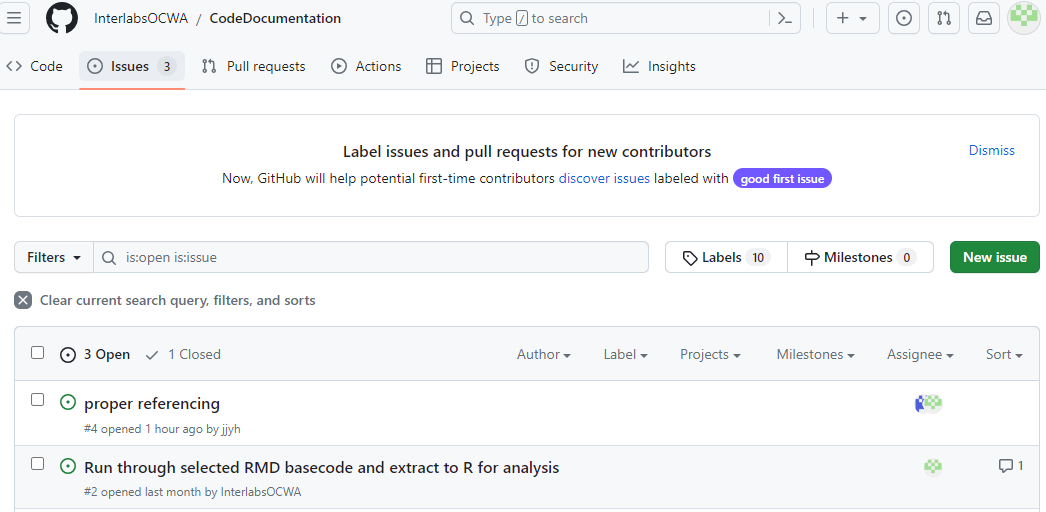 InterlabsOCWA / CodeDocumentation
Type / to search
Code
Issues 3
Pull requests
Actions
Projects
Security
Insights
Label issues and pull requests for new contributors
Dismiss
Now, GitHub will help potential first-time contributors discover issues labeled with good first issue
Filters
is:open is:issue
Labels 10
Milestones 0
New issue
Clear current search query, filters, and sorts
3 Open
1 Closed
Author
Label
Projects
Milestones
Assignee
Sort
proper referencing
#4 opened 1 hour ago by jjyh
Run through selected RMD basecode and extract to R for analysis
1
#2 opened last month by InterlabsOCWA